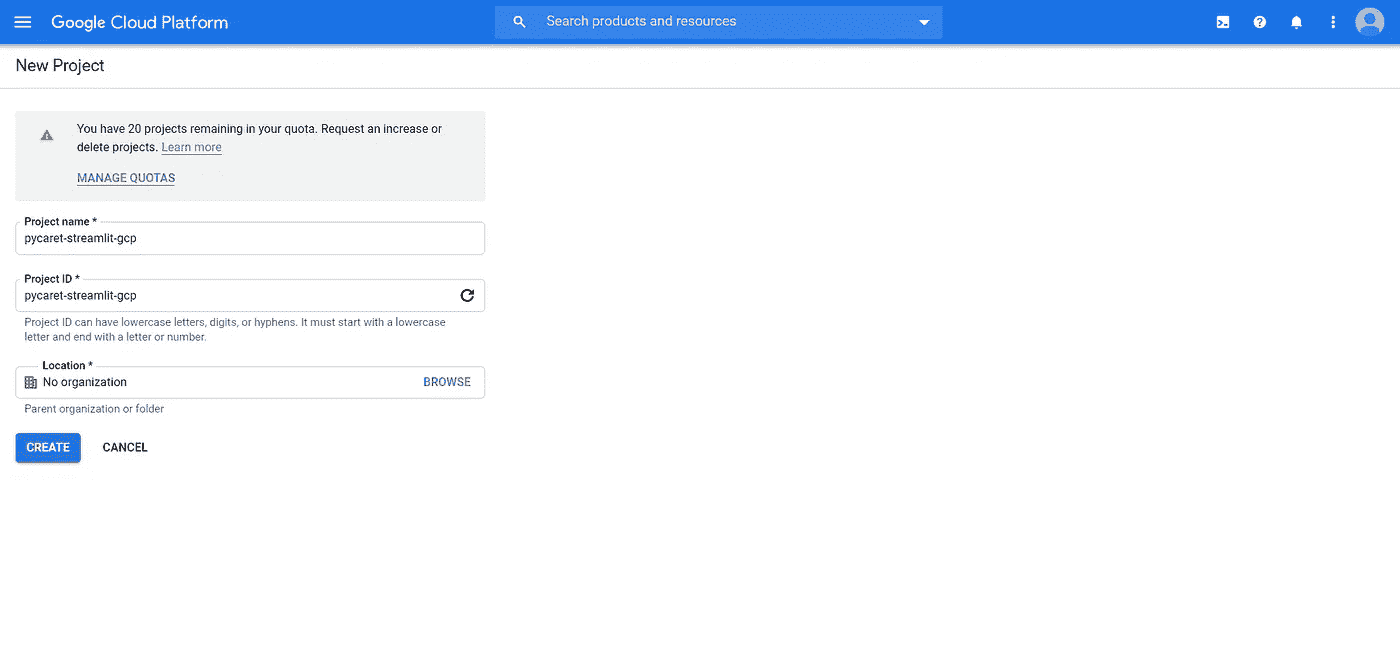 Google Cloud Platform
Search products and resources
New Project
You have 20 projects remaining in your quota. Request an increase or
delete projects. Learn more
MANAGE QUOTAS
Project name *
pycaret-streamlit-gcp
Project ID *
pycaret-streamlit-gcp
Project ID can have lowercase letters, digits, or hyphens. It must start with a lowercase
letter and end with a letter or number.
Location *
No organization BROWSE
Parent organization or folder
CREATE CANCEL